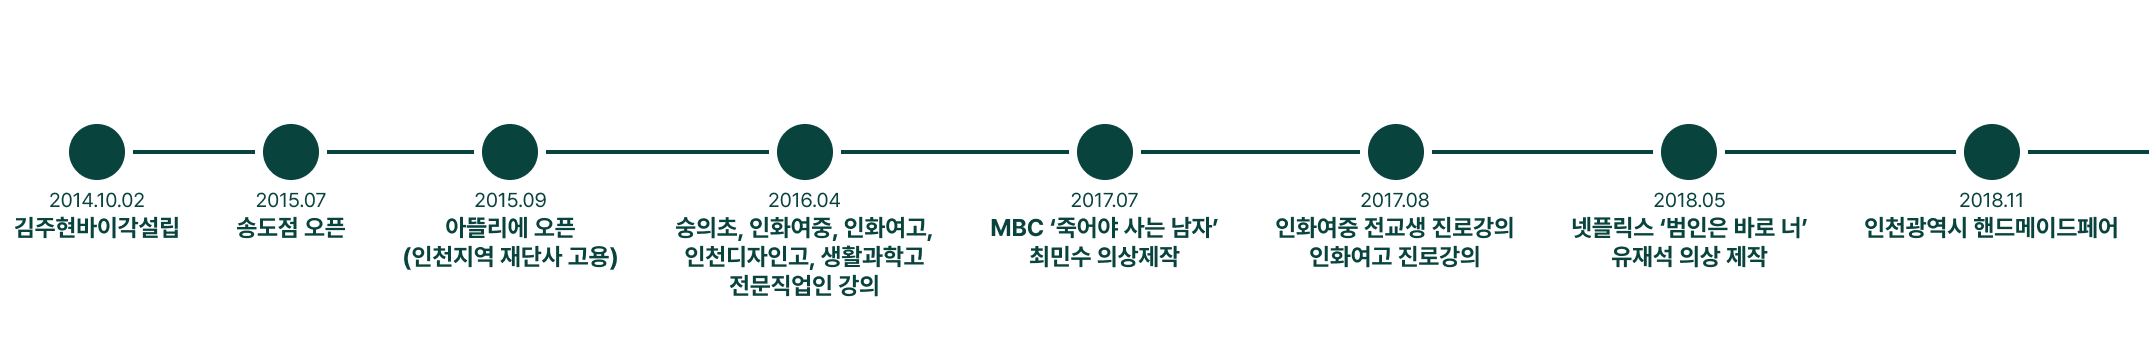 2014.10.02
김주현바이각설립
2015.07
송도점 오픈
2015.09
아뜰리에 오픈
(인천지역 재단사 고용)
2016.04
숭의초, 인화여중, 인화여고,
인천디자인고, 생활과학고
전문직업인 강의
2017.07
MBC ‘죽어야 사는 남자’
최민수 의상제작
2017.08
인화여중 전교생 진로강의
인화여고 진로강의
2018.05
넷플릭스 ‘범인은 바로 너’
유재석 의상 제작
2018.11
인천광역시 핸드메이드페어